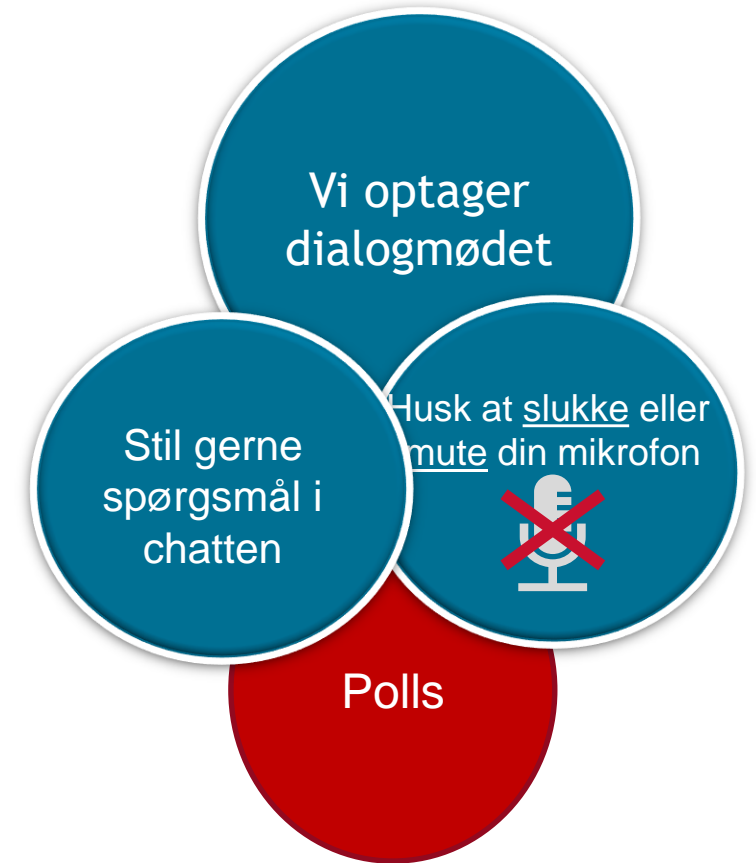 Vi optager
dialogmødet
Stil gerne
spørgsmål i
chatten
Husk at slukke eller
mute din mikrofon
Polls